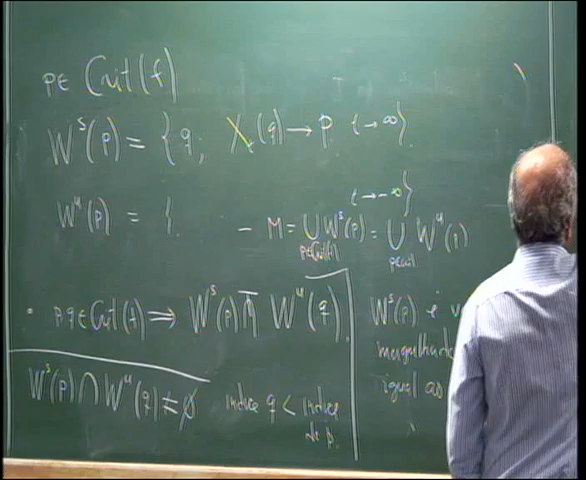 p ∈ Crit(f)
W^s(p) = { q; X_t(q) → p t → ∞}.
W^u(p) = { . t → -∞}
- M = ∪ W^s(p) = ∪ W^u(p)
p∈Crit(f) p∈crit
• p, q ∈ Crit(f) ⇒ W^s(p) ⋔ W^u(q).
W^s(p) ∩ W^u(q) ≠ ∅ índice q < índice
de p.
W^s(p) é
igual ao